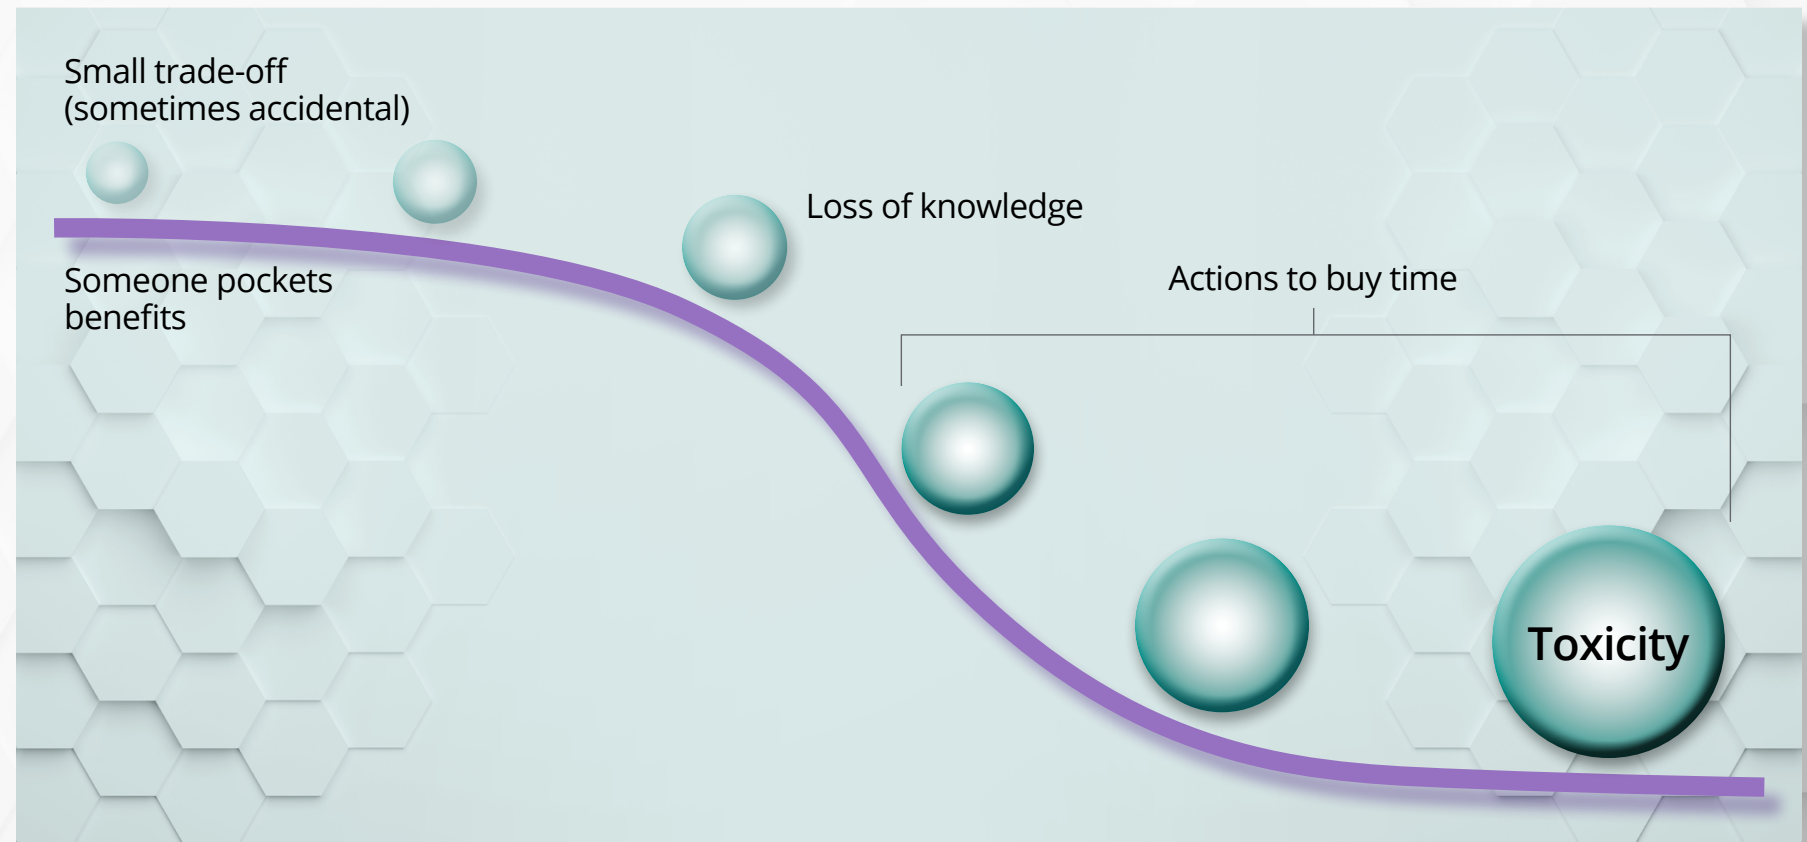 Small trade-off
(sometimes accidental)
Someone pockets
benefits
Loss of knowledge
Actions to buy time
Toxicity